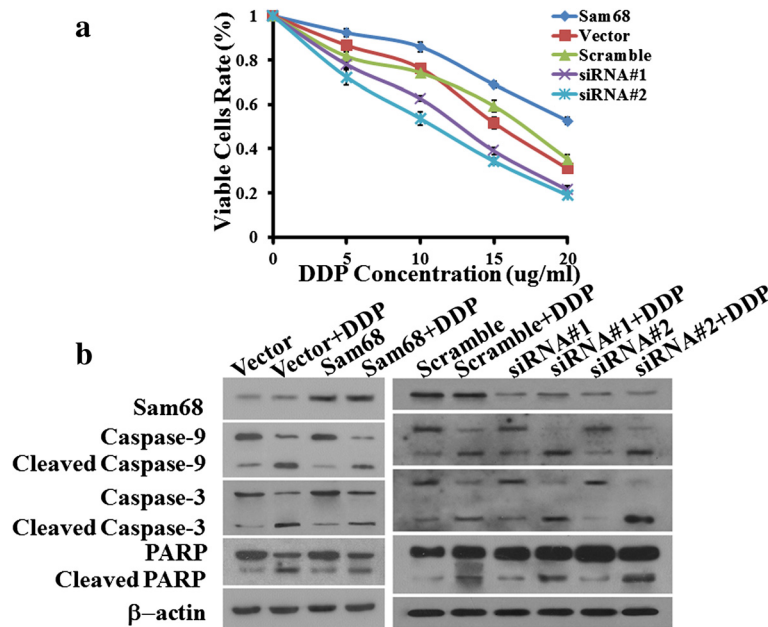 a
Viable Cells Rate (%)
1
0.8
0.6
0.4
0.2
0
0 5 10 15 20
DDP Concentration (ug/ml)
Sam68
Vector
Scramble
siRNA#1
siRNA#2
b
Vector
Vector+DDP
Sam68
Sam68+DDP
Scramble
Scramble+DDP
siRNA#1
siRNA#1+DDP
siRNA#2
siRNA#2+DDP
Sam68
Caspase-9
Cleaved Caspase-9
Caspase-3
Cleaved Caspase-3
PARP
Cleaved PARP
β–actin